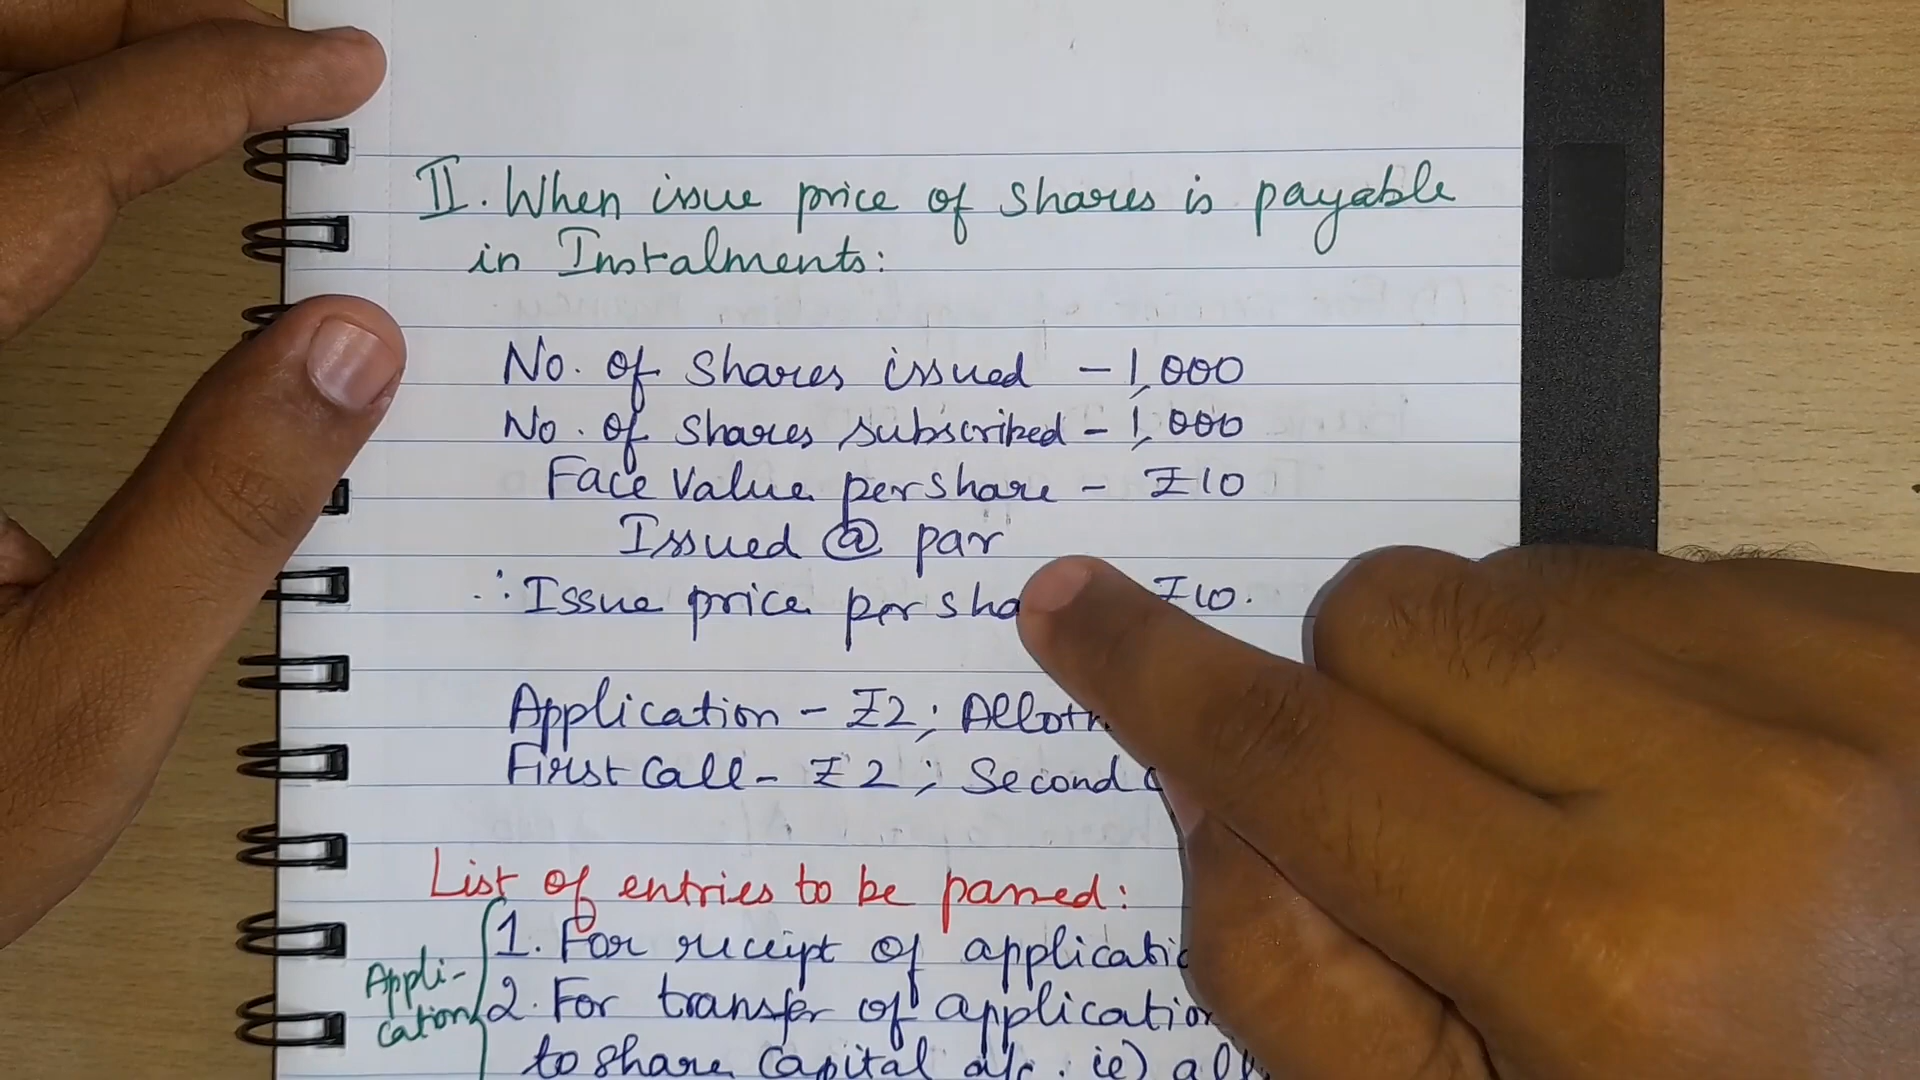 II. When issue price of shares is payable
in Instalments:
No. of shares issued - 1,000
No. of shares subscribed - 1,000
Face Value per share - ₹10
Issued @ par
∴ Issue price per sha ₹10.
Application - ₹2; Allotm
First Call - ₹2; Second C
List of entries to be passed:
1. For receipt of applicatio
Appli-
cation
2. For transfer of application
to share Capital a/c. ie) all